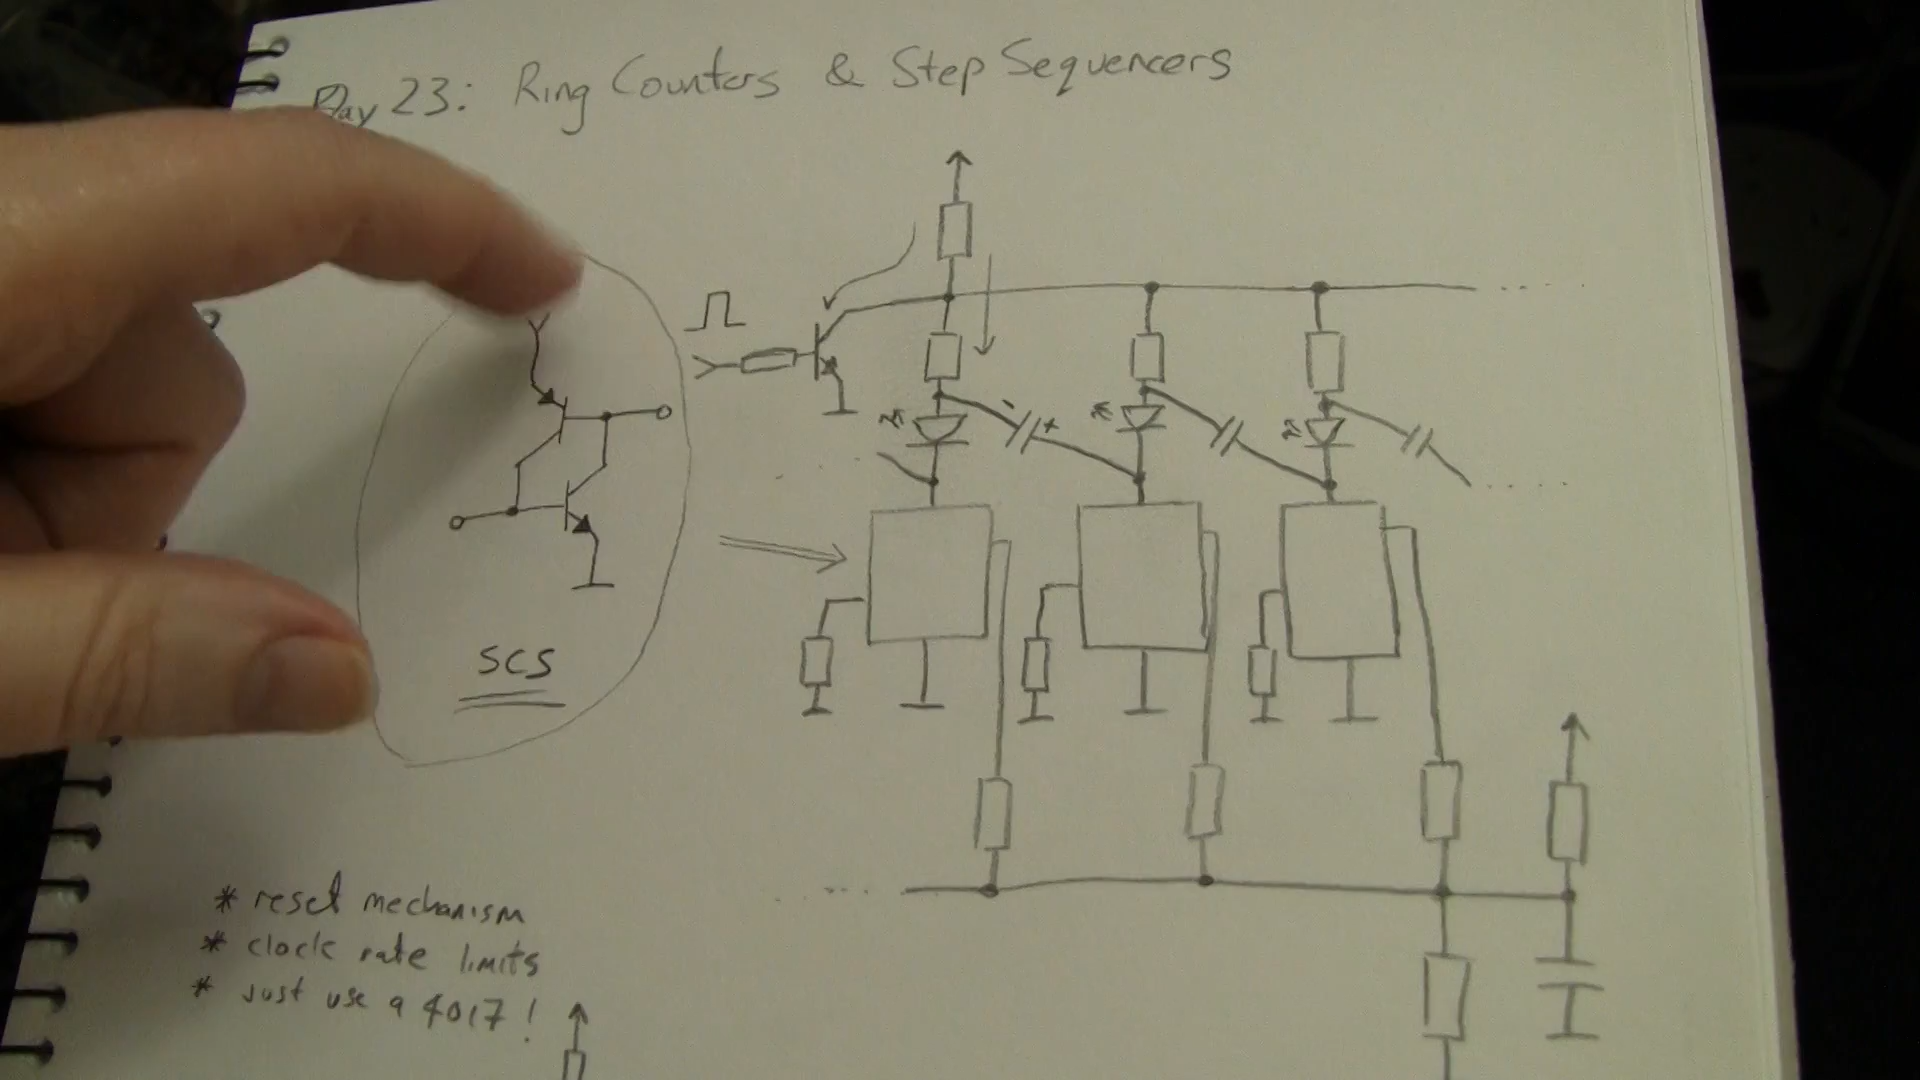 Day 23: Ring Counters & Step Sequencers
- +
SCS
* reset mechanism
* clock rate limits
* Just use a 4017!